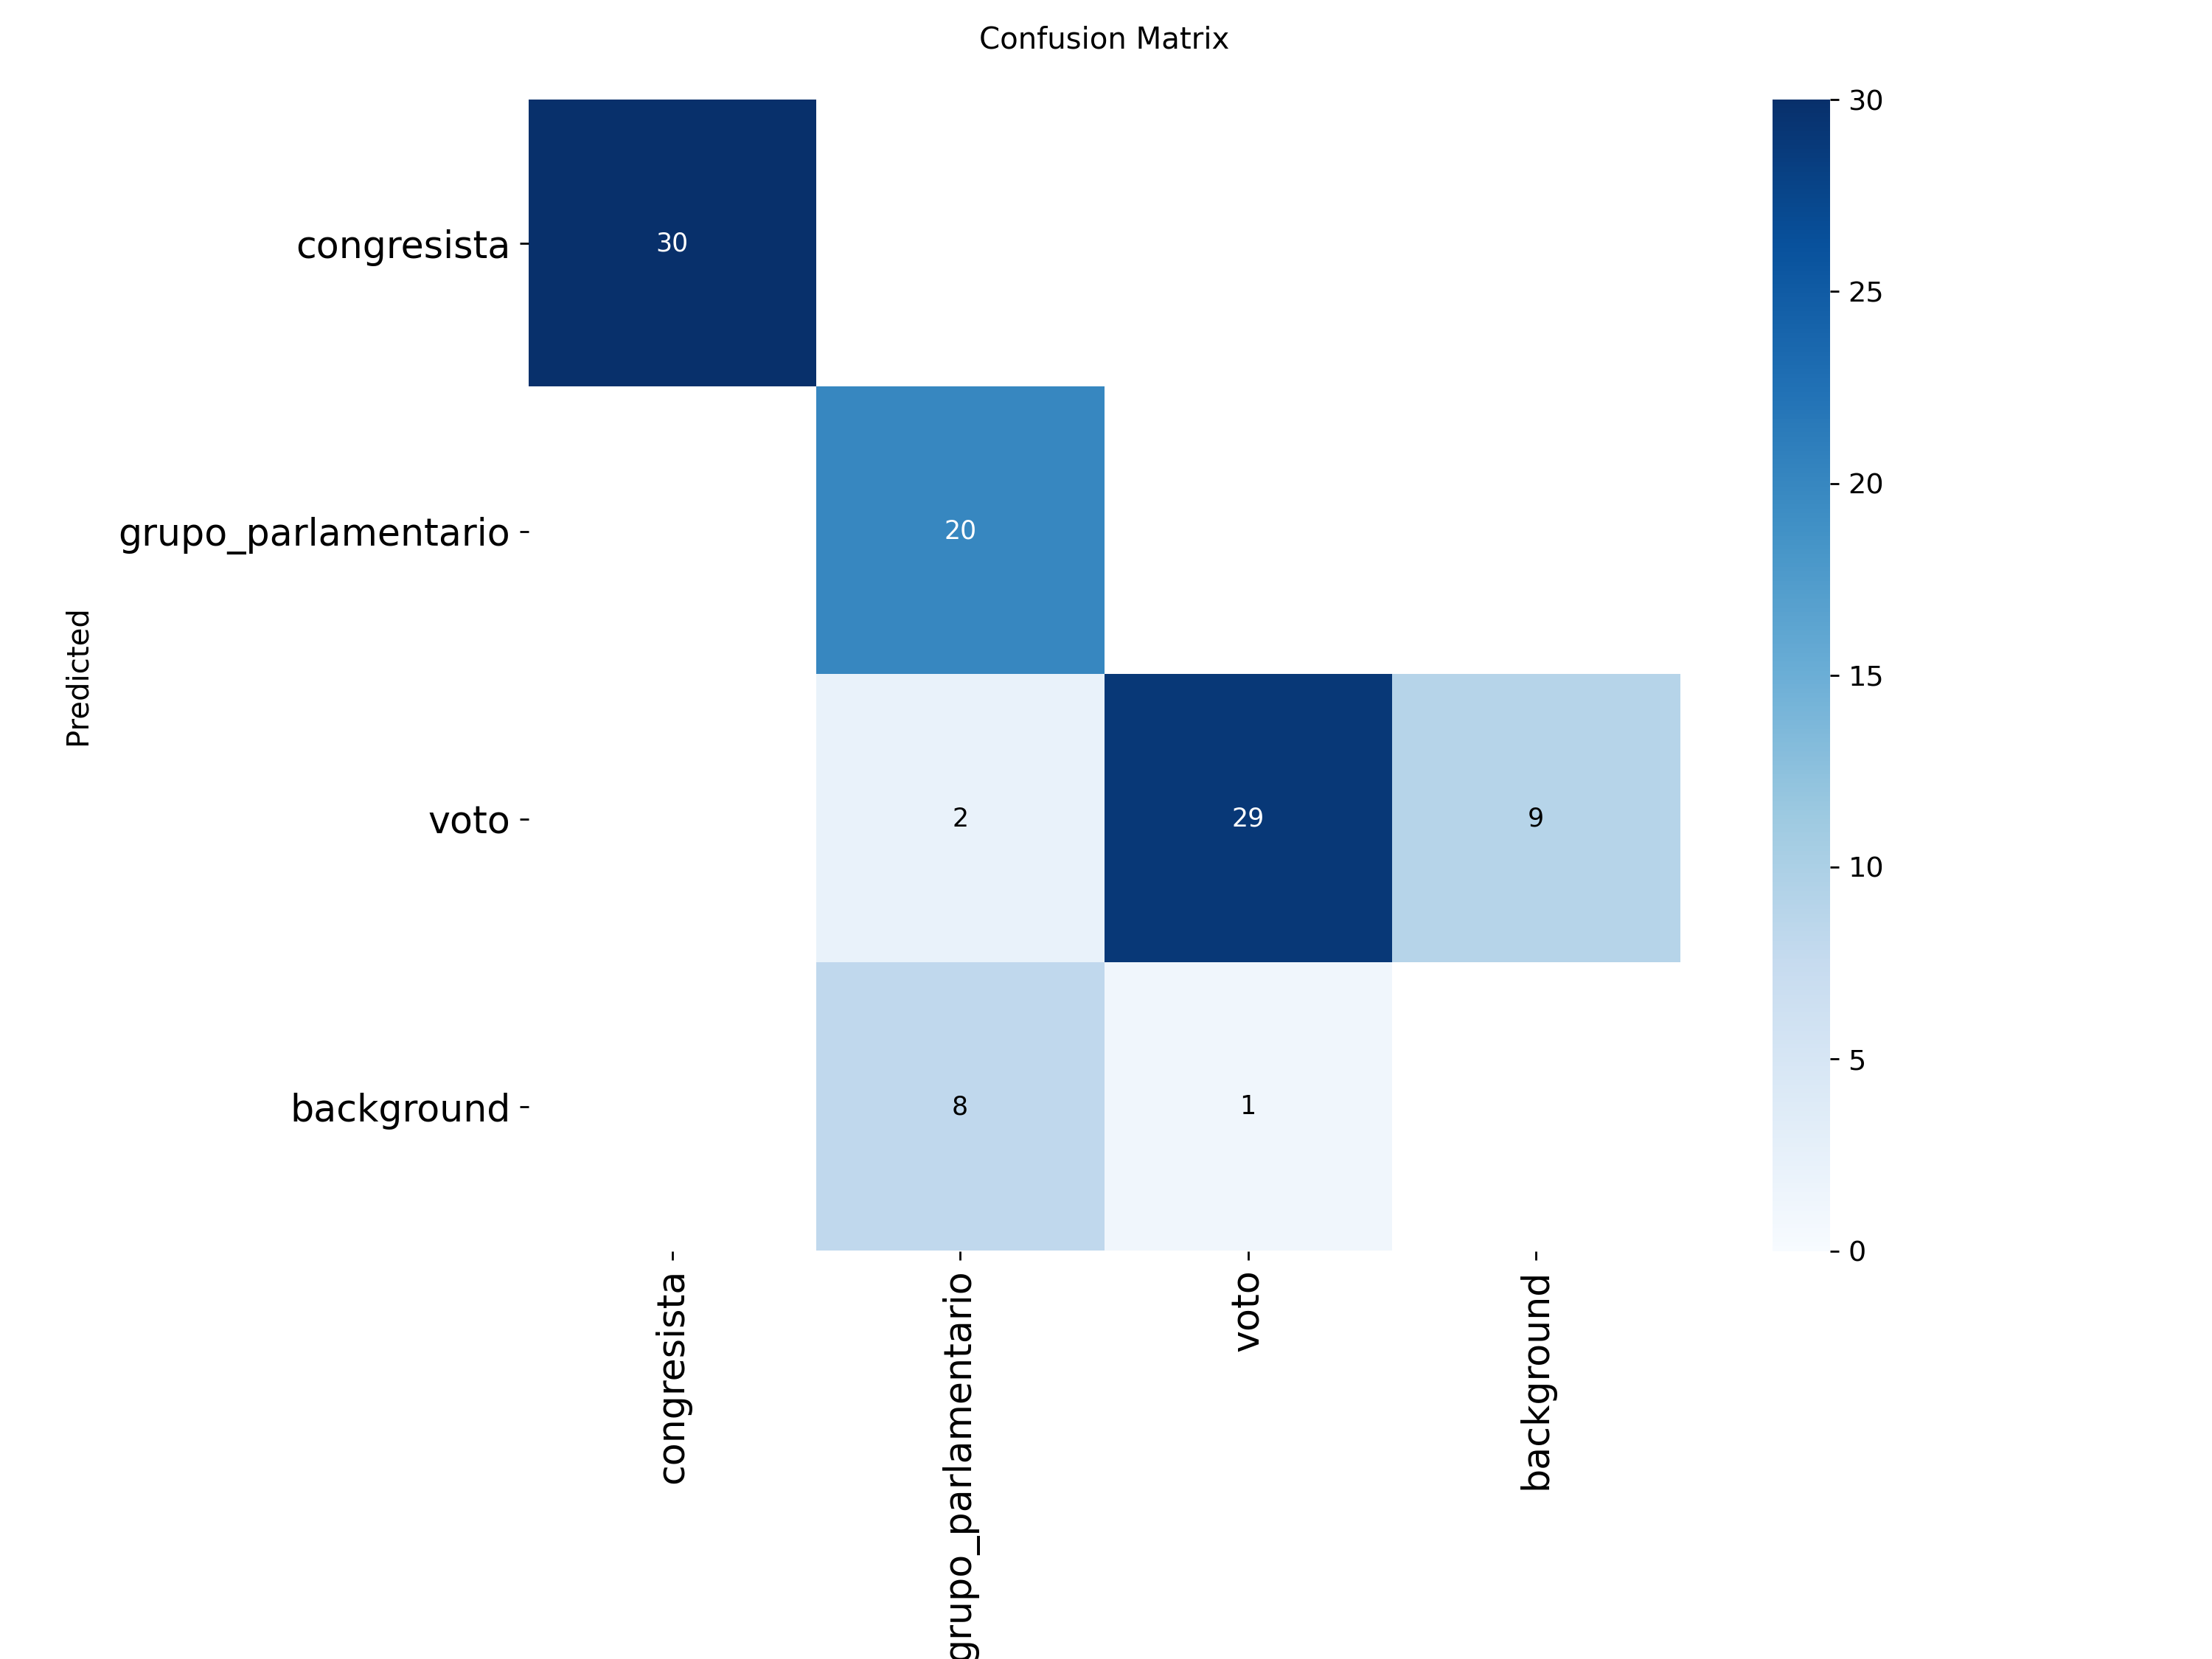 Confusion Matrix
Predicted
congresista
grupo_parlamentario
voto
background
30
20
2
29
9
8
1
congresista
grupo_parlamentario
voto
background
30
25
20
15
10
5
0